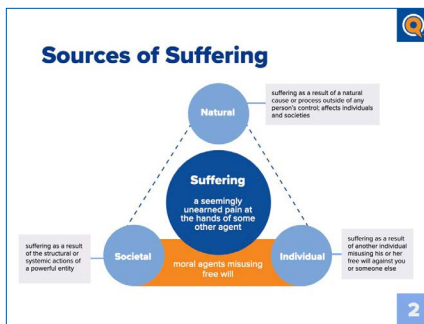 Sources of Suffering
Natural
suffering as a result of a natural
cause or process outside of any
person's control; affects individuals
and societies
Suffering
a seemingly
unearned pain at
the hands of some
other agent
suffering as a result
of the structural or
systemic actions of
a powerful entity
Societal
moral agents misusing
free will
Individual
suffering as a result
of another individual
misusing his or her
free will against you
or someone else
2